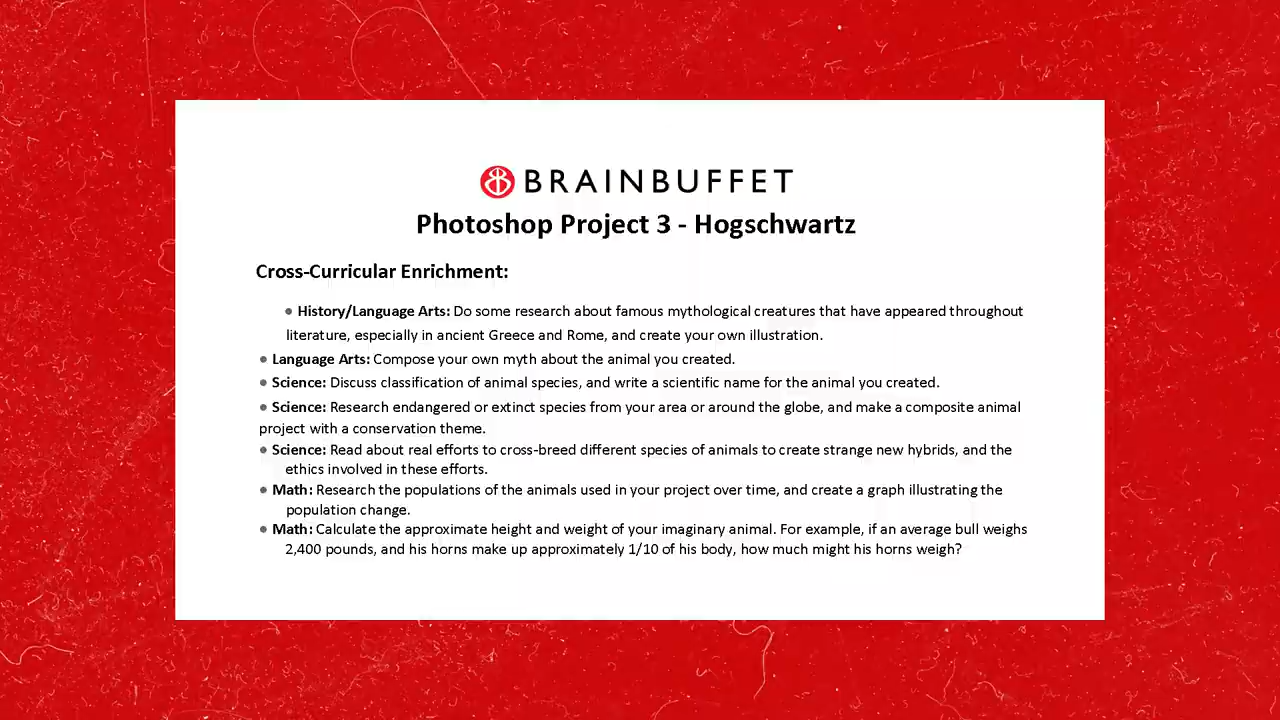 BRAINBUFFET
Photoshop Project 3 - Hogschwartz
Cross-Curricular Enrichment:
• History/Language Arts: Do some research about famous mythological creatures that have appeared throughout
literature, especially in ancient Greece and Rome, and create your own illustration.
• Language Arts: Compose your own myth about the animal you created.
• Science: Discuss classification of animal species, and write a scientific name for the animal you created.
• Science: Research endangered or extinct species from your area or around the globe, and make a composite animal
project with a conservation theme.
• Science: Read about real efforts to cross-breed different species of animals to create strange new hybrids, and the
ethics involved in these efforts.
• Math: Research the populations of the animals used in your project over time, and create a graph illustrating the
population change.
• Math: Calculate the approximate height and weight of your imaginary animal. For example, if an average bull weighs
2,400 pounds, and his horns make up approximately 1/10 of his body, how much might his horns weigh?